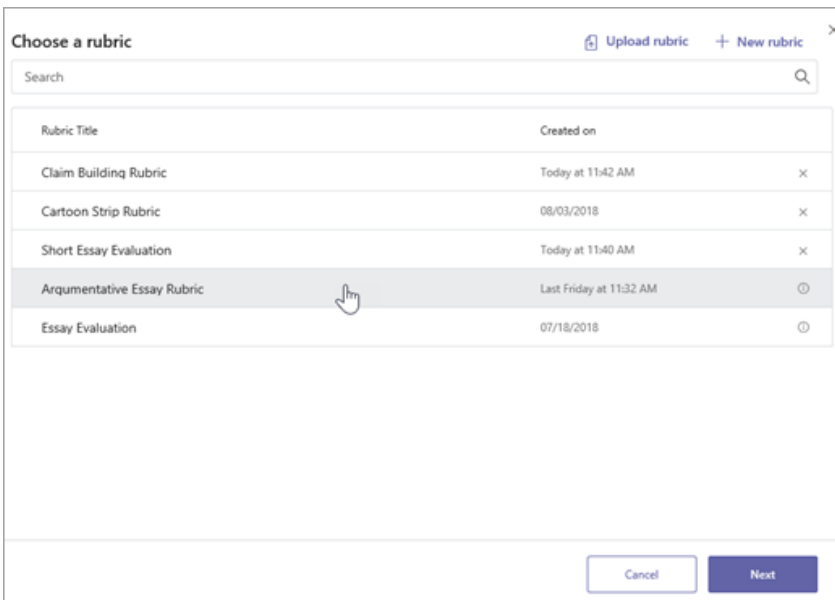 Choose a rubric Upload rubric New rubric
Search
Rubric Title Created on
Claim Building Rubric Today at 11:42 AM
Cartoon Strip Rubric 08/03/2018
Short Essay Evaluation Today at 11:40 AM
Argumentative Essay Rubric Last Friday at 11:32 AM
Essay Evaluation 07/18/2018
Cancel Next